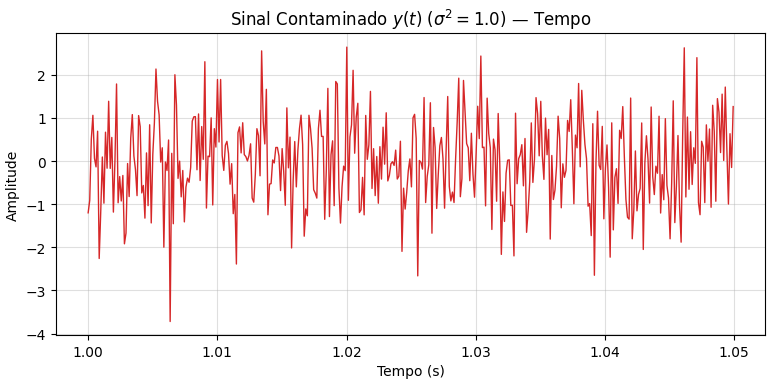 Sinal Contaminado y(t) (σ² = 1.0) — Tempo
Amplitude
2
1
0
−1
−2
−3
−4
1.00 1.01 1.02 1.03 1.04 1.05
Tempo (s)